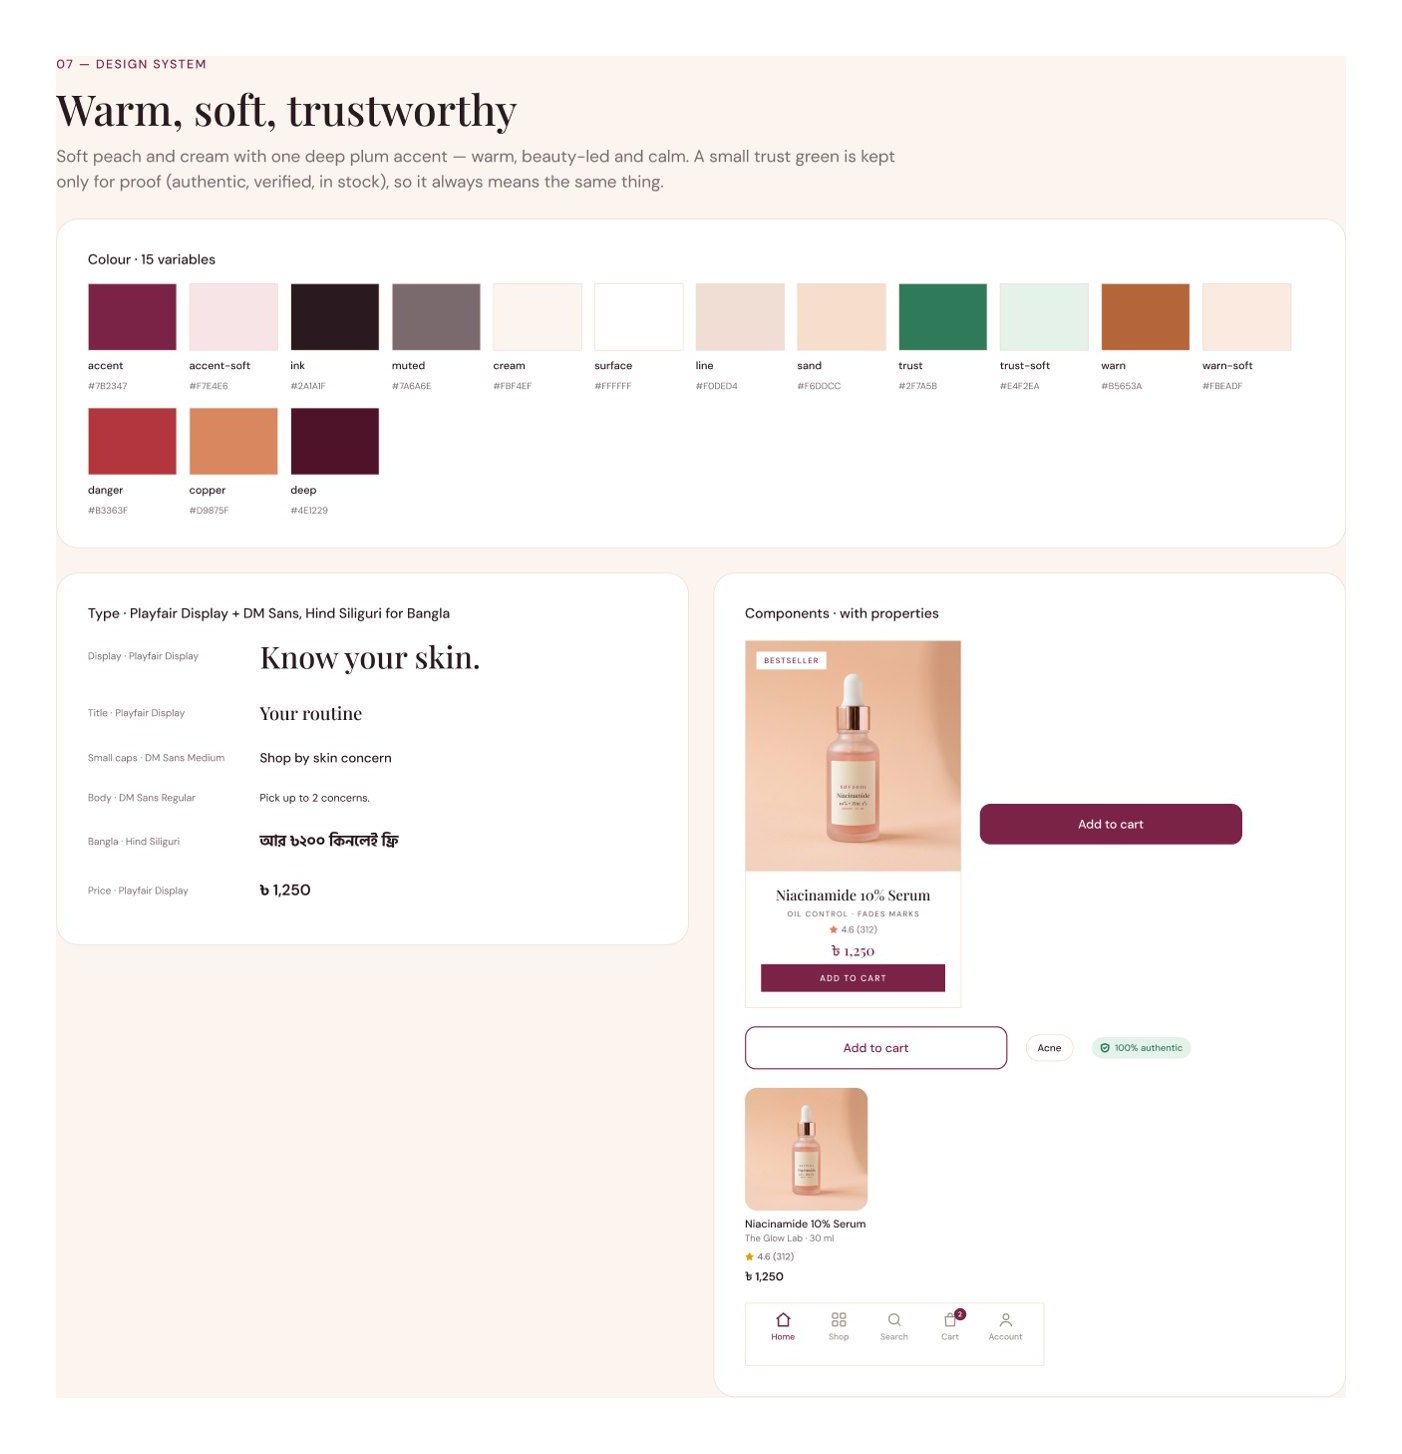 07 — DESIGN SYSTEM
Warm, soft, trustworthy
Soft peach and cream with one deep plum accent — warm, beauty-led and calm. A small trust green is kept
only for proof (authentic, verified, in stock), so it always means the same thing.
Colour · 15 variables
accent
#7B2347
accent-soft
#F7E4E6
ink
#2A1A1F
muted
#7A6A6E
cream
#FBF4EF
surface
#FFFFFF
line
#F0DED4
sand
#F6DDCC
trust
#2F7A5B
trust-soft
#E4F2EA
warn
#B5653A
warn-soft
#FBEADF
danger
#B3363F
copper
#D9875F
deep
#4E1229
Type · Playfair Display + DM Sans, Hind Siliguri for Bangla
Display · Playfair Display
Know your skin.
Title · Playfair Display
Your routine
Small caps · DM Sans Medium
Shop by skin concern
Body · DM Sans Regular
Pick up to 2 concerns.
Bangla · Hind Siliguri
আর ৳২০০ কিনলেই ফ্রি
Price · Playfair Display
৳ 1,250
Components · with properties
BESTSELLER
Niacinamide
Niacinamide 10% Serum
OIL CONTROL · FADES MARKS
4.6 (312)
৳ 1,250
ADD TO CART
Add to cart
Add to cart
Acne
100% authentic
Niacinamide 10% Serum
The Glow Lab · 30 ml
4.6 (312)
৳ 1,250
2
Home
Shop
Search
Cart
Account